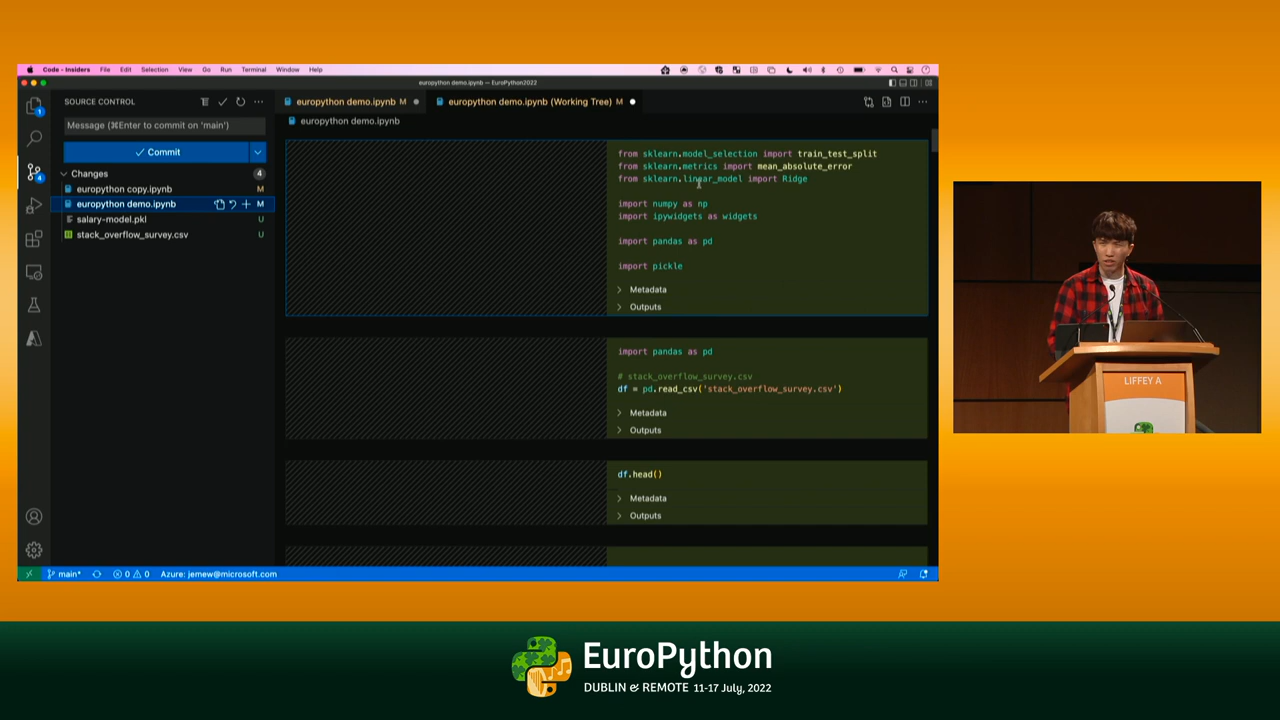 Code - Insiders File Edit Selection View Go Run Terminal Window Help
europython demo.ipynb — EuroPython2022
SOURCE CONTROL
europython demo.ipynb M
europython demo.ipynb (Working Tree) M
europython demo.ipynb
Message (⌘Enter to commit on 'main')
Commit
Changes 4
europython copy.ipynb M
europython demo.ipynb M
salary-model.pkl U
stack_overflow_survey.csv U
1
4
from sklearn.model_selection import train_test_split
from sklearn.metrics import mean_absolute_error
from sklearn.linear_model import Ridge
import numpy as np
import ipywidgets as widgets
import pandas as pd
import pickle
Metadata
Outputs
import pandas as pd
# stack_overflow_survey.csv
df = pd.read_csv('stack_overflow_survey.csv')
Metadata
Outputs
df.head()
Metadata
Outputs
main* 0 0 Azure: jemew@microsoft.com
LIFFEY A
EuroPython
DUBLIN & REMOTE 11-17 July, 2022